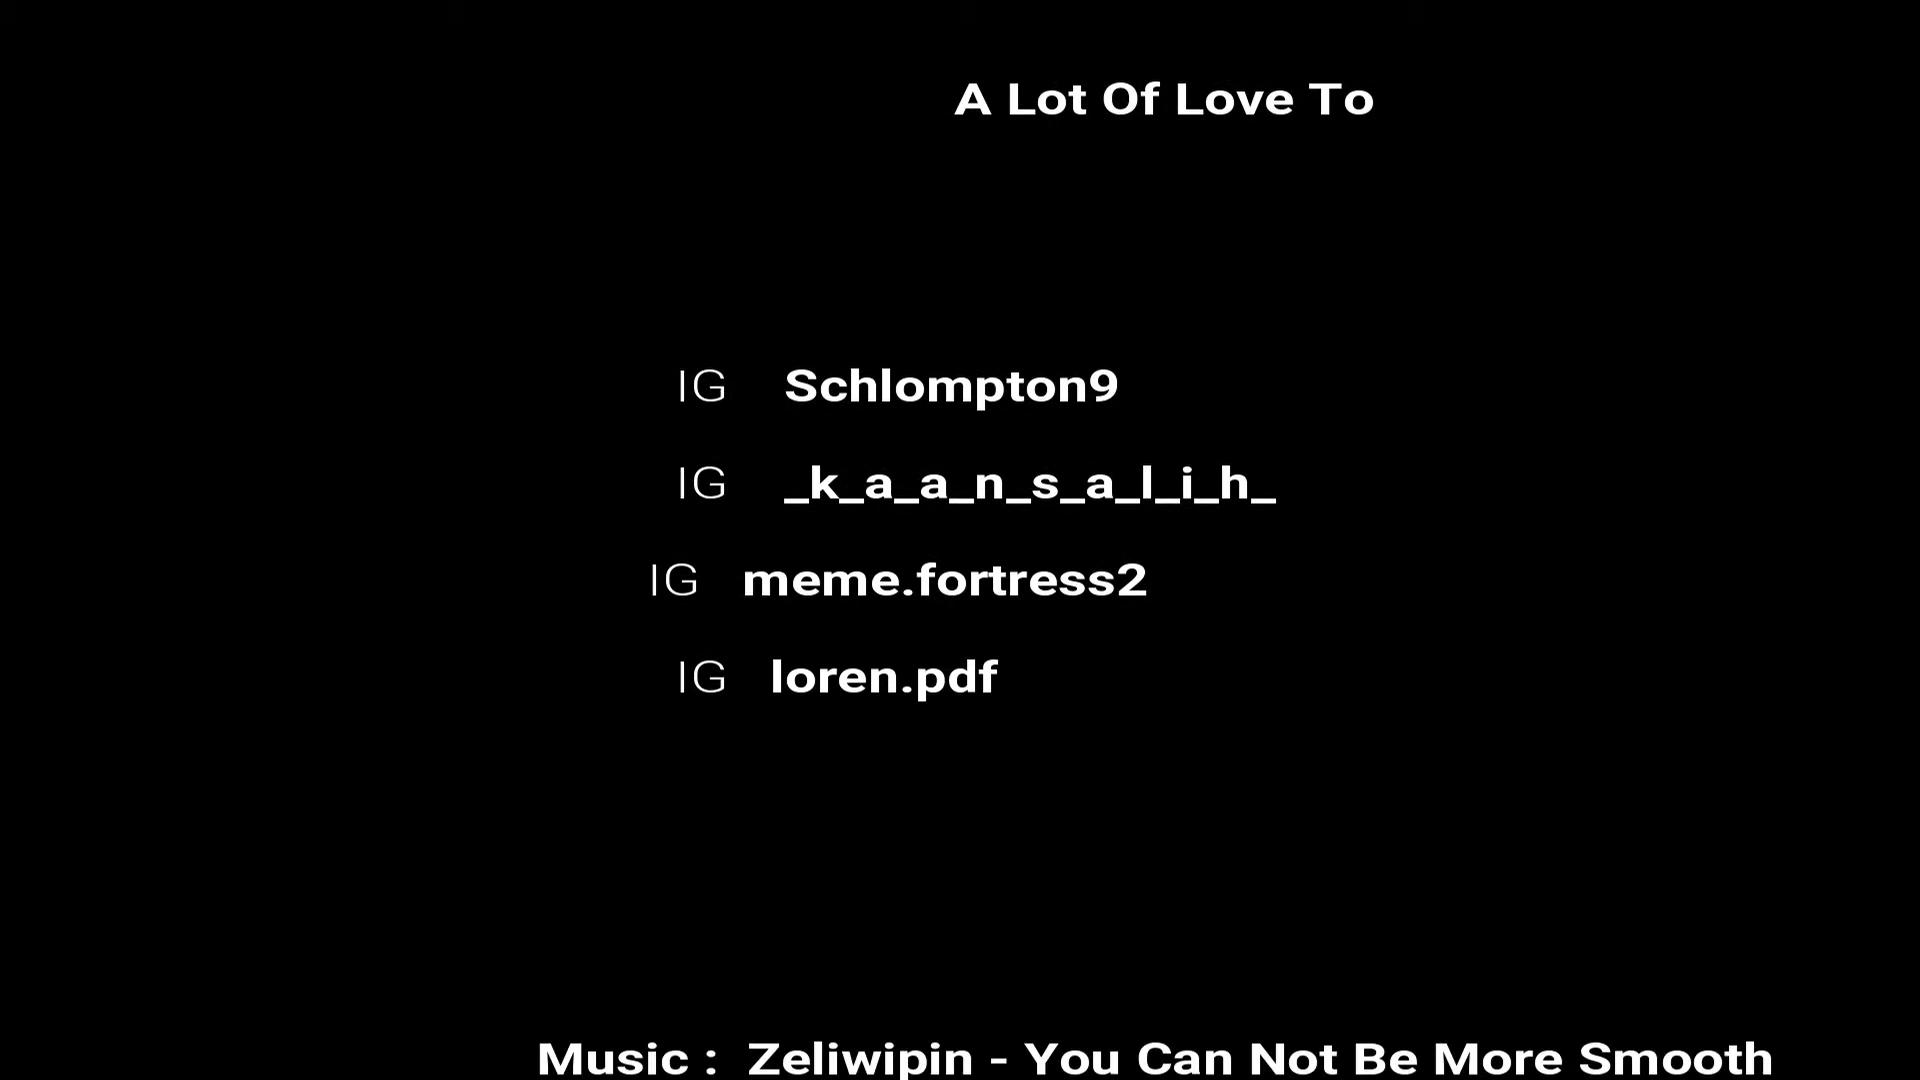 A Lot Of Love To
IG Schlompton9
IG _k_a_a_n_s_a_l_i_h_
IG meme.fortress2
IG loren.pdf
Music : Zeliwipin - You Can Not Be More Smooth